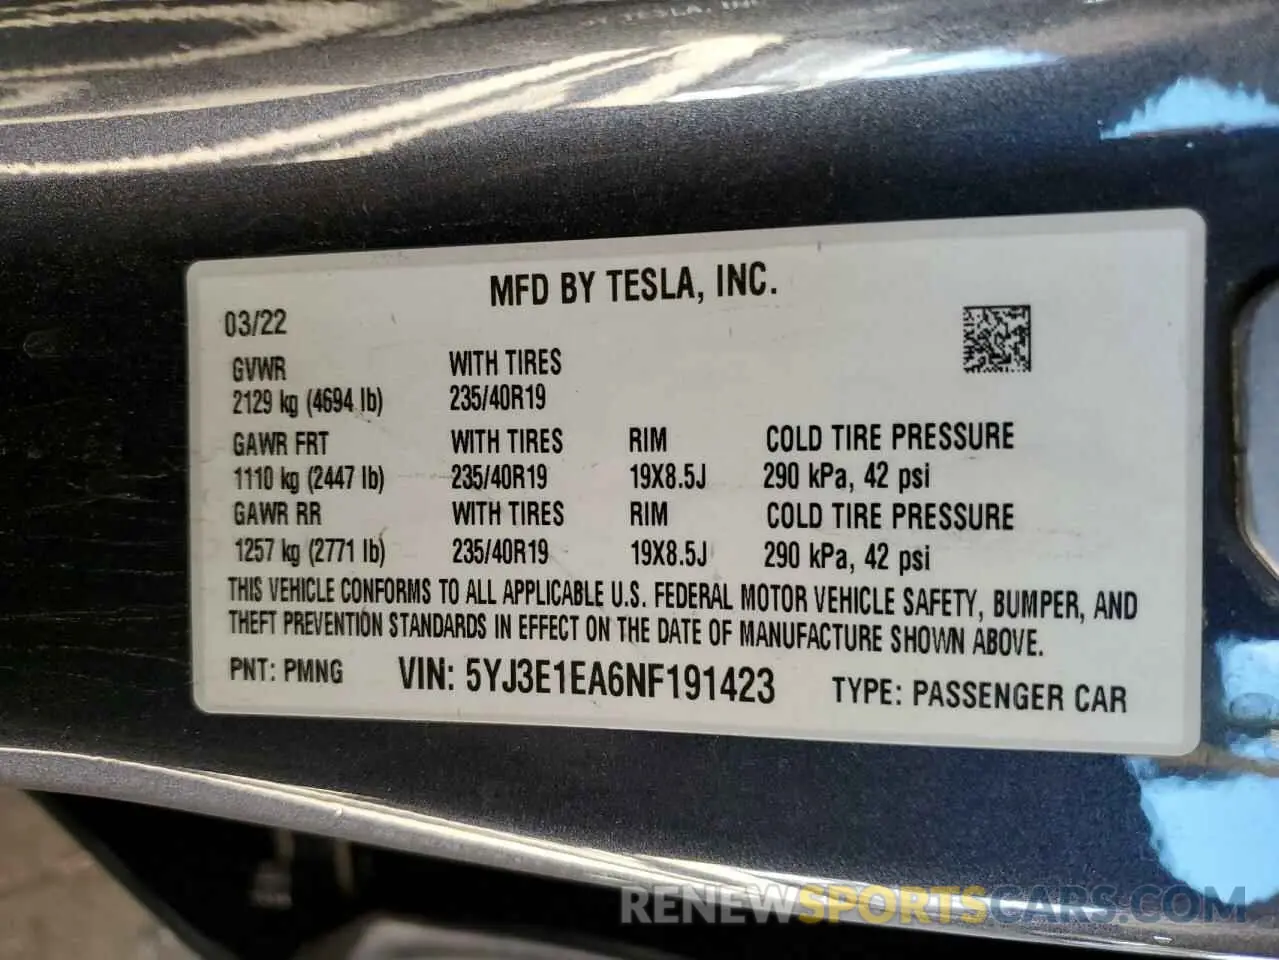 MFD BY TESLA, INC.
03/22
GVWR WITH TIRES
2129 kg (4694 lb) 235/40R19
GAWR FRT WITH TIRES RIM COLD TIRE PRESSURE
1110 kg (2447 lb) 235/40R19 19X8.5J 290 kPa, 42 psi
GAWR RR WITH TIRES RIM COLD TIRE PRESSURE
1257 kg (2771 lb) 235/40R19 19X8.5J 290 kPa, 42 psi
THIS VEHICLE CONFORMS TO ALL APPLICABLE U.S. FEDERAL MOTOR VEHICLE SAFETY, BUMPER, AND
THEFT PREVENTION STANDARDS IN EFFECT ON THE DATE OF MANUFACTURE SHOWN ABOVE.
PNT: PMNG VIN: 5YJ3E1EA6NF191423 TYPE: PASSENGER CAR
RENEWSPORTSCARS.COM